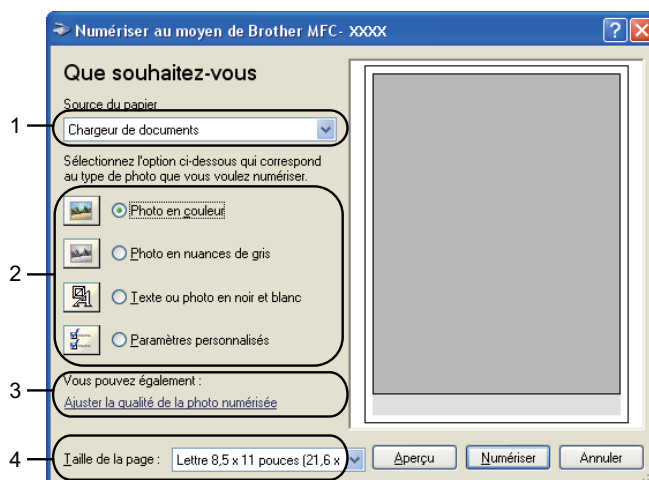 Numériser au moyen de Brother MFC- XXXX
Que souhaitez-vous
Source du papier
1
Chargeur de documents
Sélectionnez l'option ci-dessous qui correspond
au type de photo que vous voulez numériser.
2
Photo en couleur
Photo en nuances de gris
Texte ou photo en noir et blanc
Paramètres personnalisés
3
Vous pouvez également :
Ajuster la qualité de la photo numérisée
4
Taille de la page : Lettre 8,5 x 11 pouces (21,6 x
Aperçu Numériser Annuler